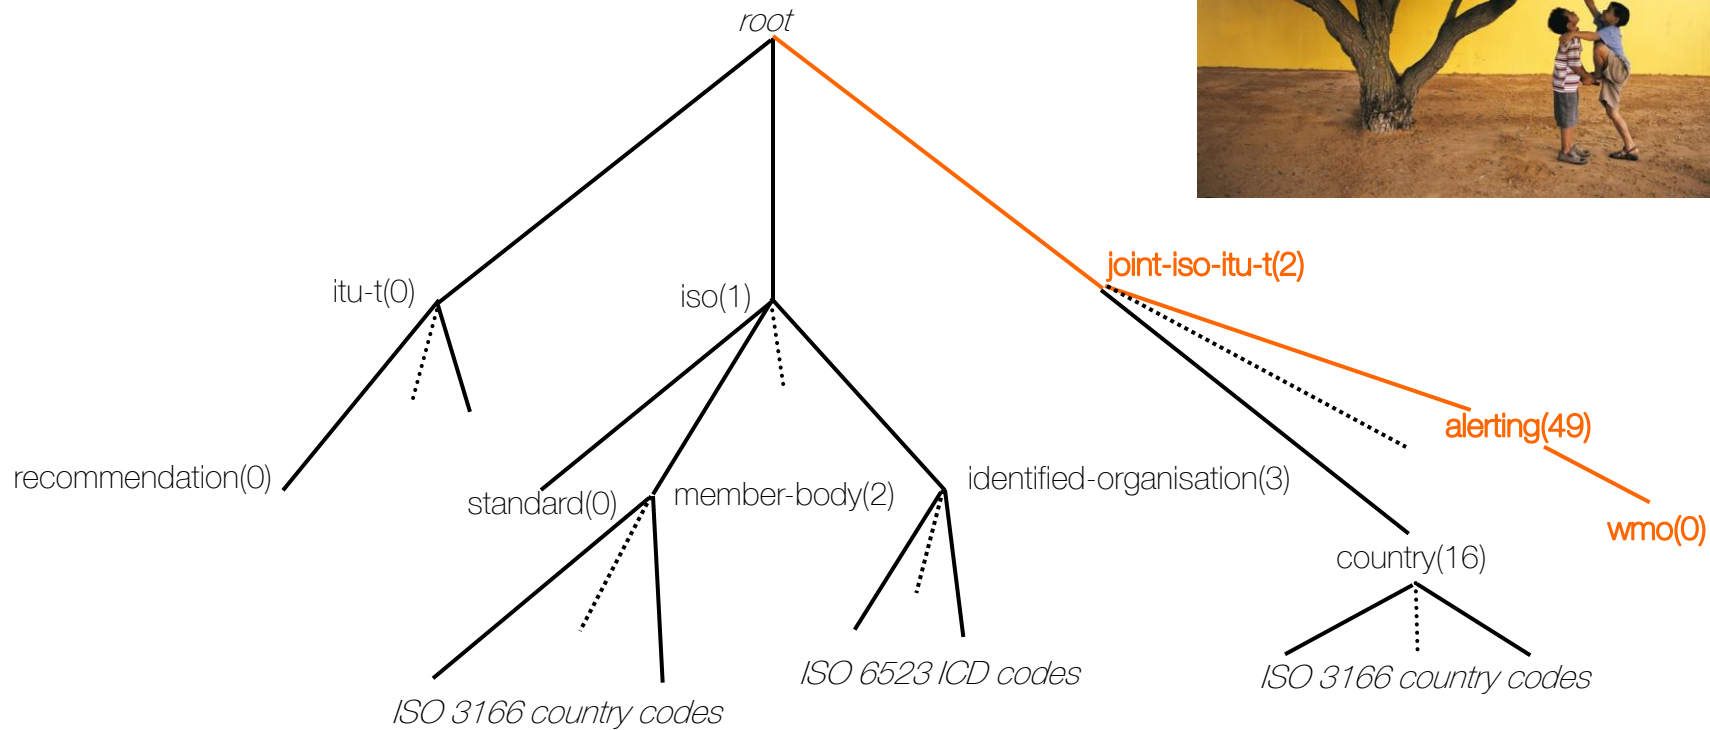 root
joint-iso-itu-t(2)
itu-t(0)
iso(1)
alerting(49)
recommendation(0)
standard(0)
member-body(2)
identified-organisation(3)
wmo(0)
country(16)
ISO 6523 ICD codes
ISO 3166 country codes
ISO 3166 country codes